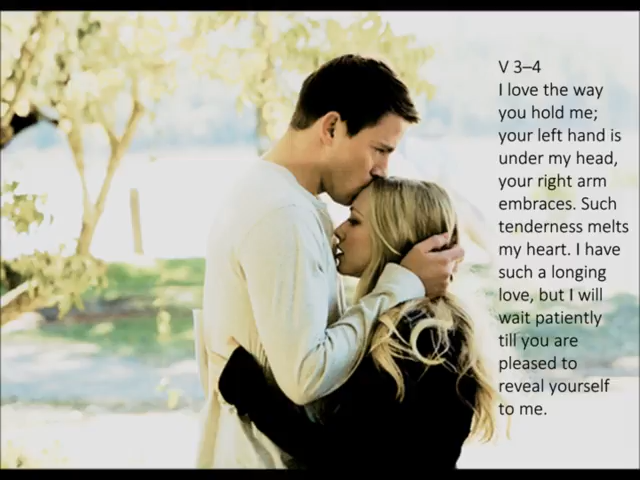 V 3–4
I love the way
you hold me;
your left hand is
under my head,
your right arm
embraces. Such
tenderness melts
my heart. I have
such a longing
love, but I will
wait patiently
till you are
pleased to
reveal yourself
to me.